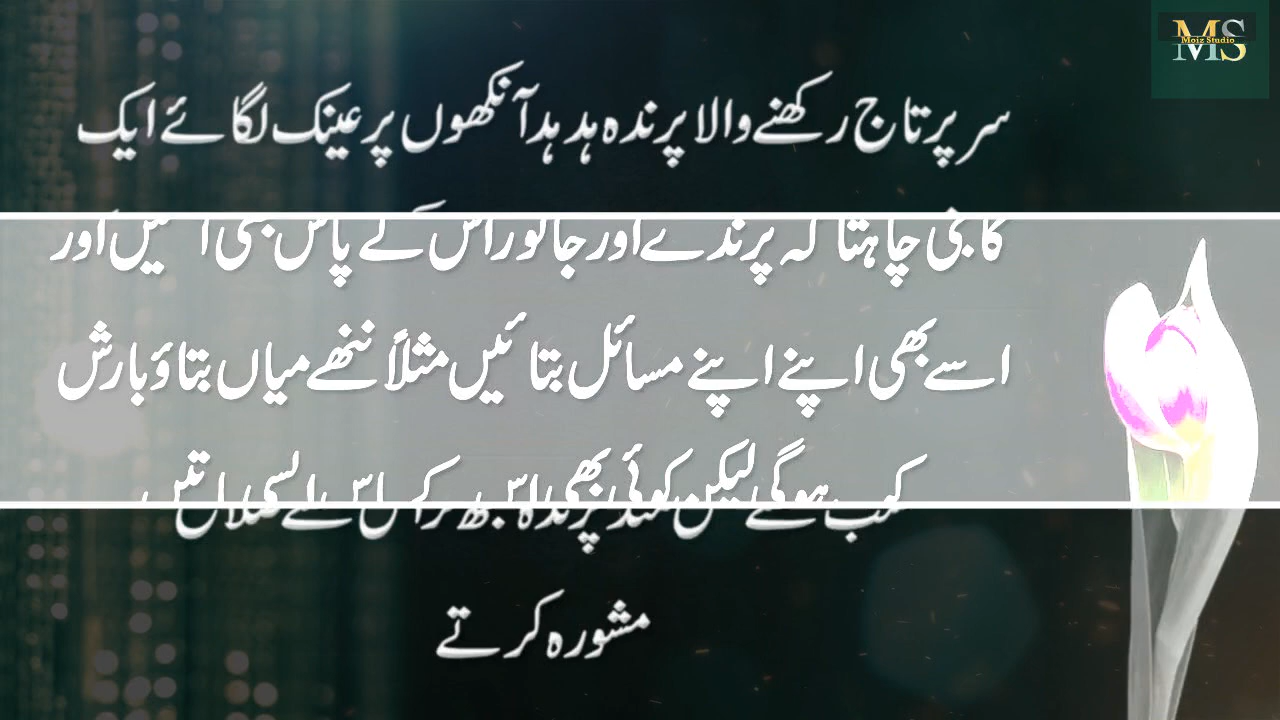 MS
Moiz Studio
سر پر تاج رکھنے والا پرندہ ہدہد آنکھوں پر عینک لگائے ایک
کا جی چاہتا کہ پرندے اور جانور اس کے پاس بھی آئیں اور
اسے بھی اپنے اپنے مسائل بتائیں مثلاً ننھے میاں بتاؤ بارش
کب ہوگی لیکن کوئی بھی اس
پرندہ
مشورہ کرتے